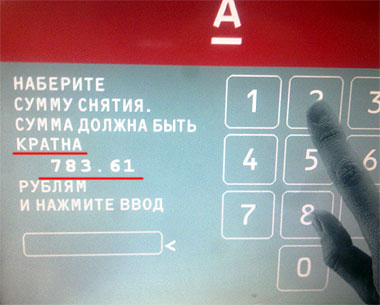 А
НАБЕРИТЕ
СУММУ СНЯТИЯ.
СУММА ДОЛЖНА БЫТЬ
КРАТНА
783.61
РУБЛЯМ
И НАЖМИТЕ ВВОД
<
1 2 3
4 5
7 8
0